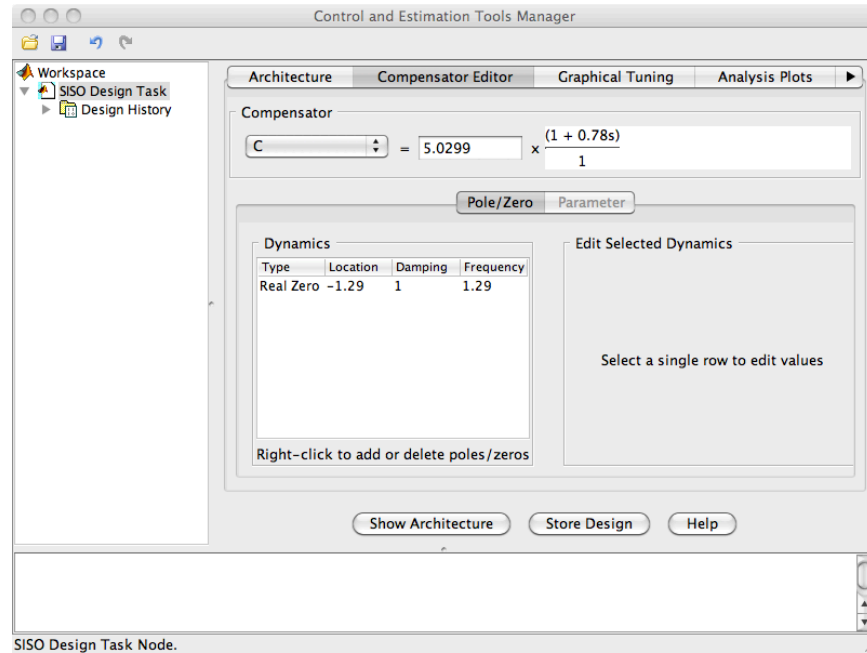 Control and Estimation Tools Manager
Workspace
SISO Design Task
Design History
Architecture Compensator Editor Graphical Tuning Analysis Plots
Compensator
C = 5.0299 x (1 + 0.78s)
1
Pole/Zero Parameter
Dynamics
Type Location Damping Frequency
Real Zero -1.29 1 1.29
Right-click to add or delete poles/zeros
Edit Selected Dynamics
Select a single row to edit values
Show Architecture Store Design Help
SISO Design Task Node.